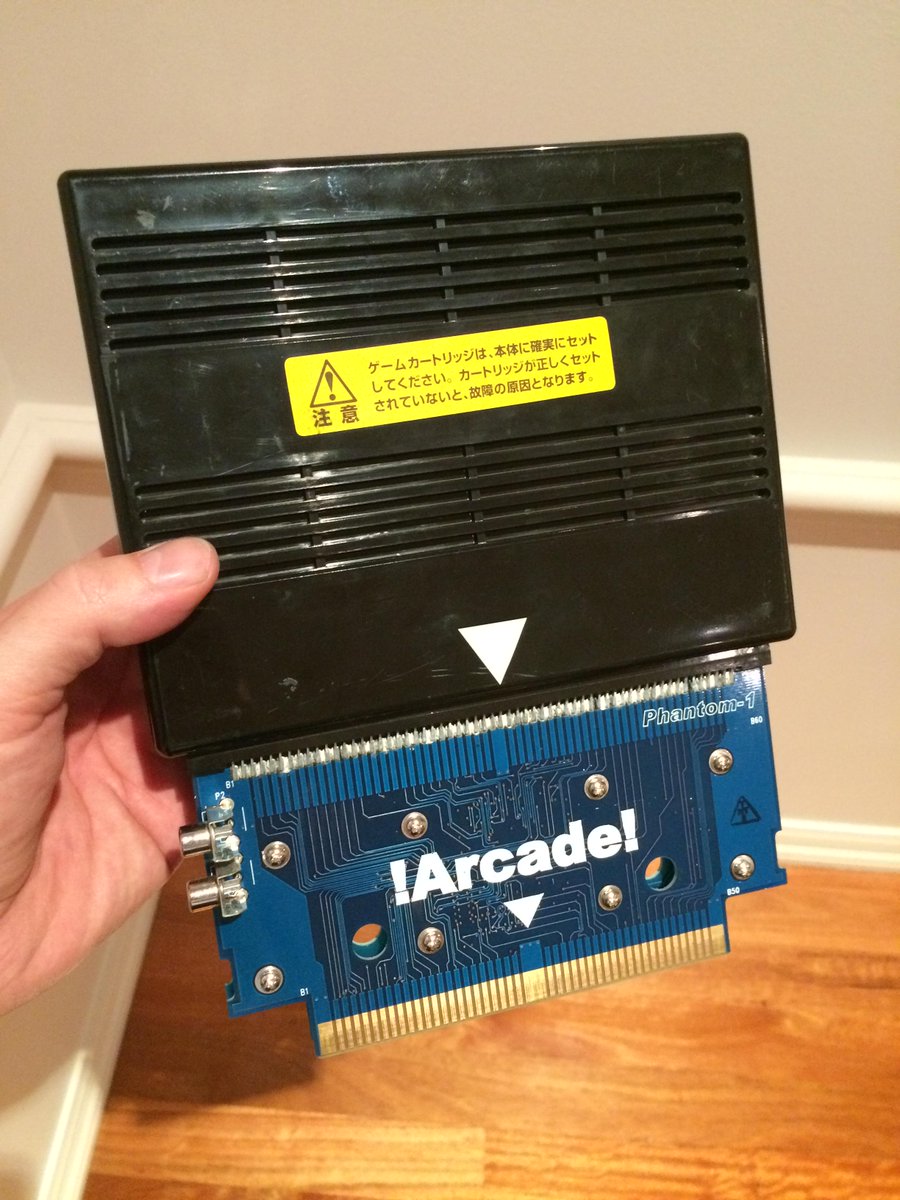 ゲームカートリッジは、本体に確実にセット
してください。カートリッジが正しくセット
されていないと、故障の原因となります。
注意
Phantom-1
B60
B1
P2
!Arcade!
B50
B1